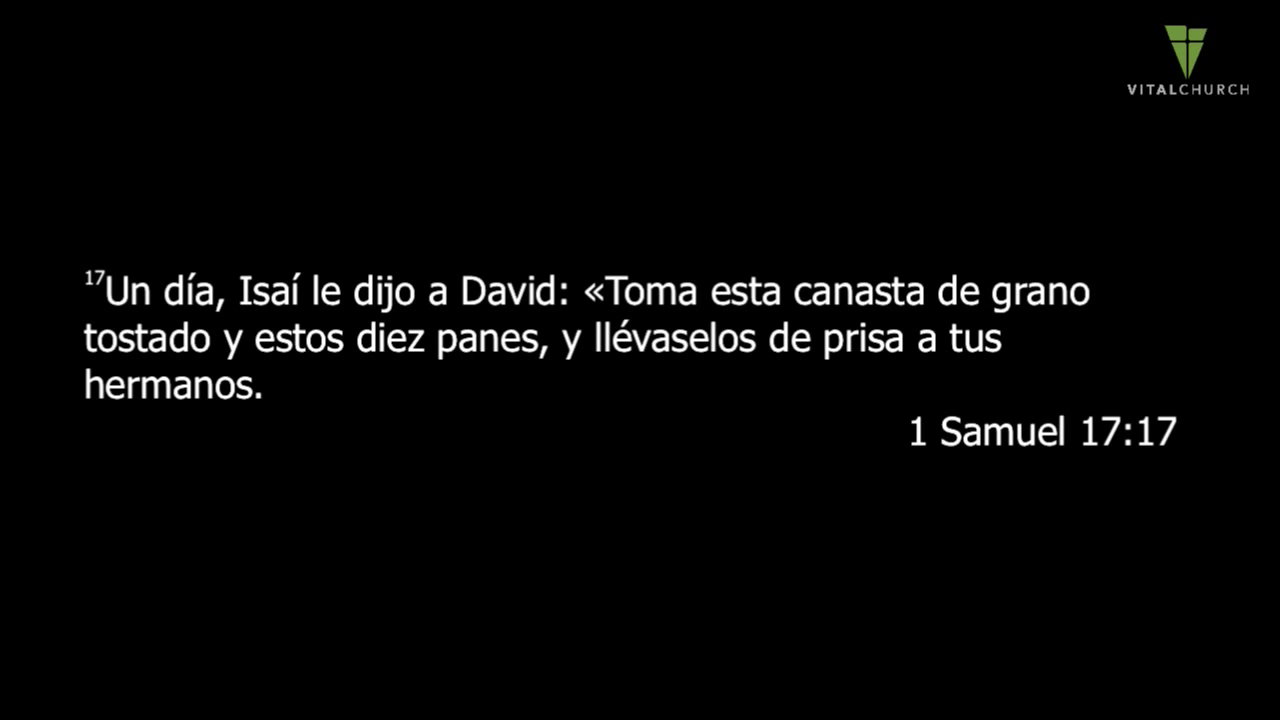 VITALCHURCH
17Un día, Isaí le dijo a David: «Toma esta canasta de grano
tostado y estos diez panes, y llévaselos de prisa a tus
hermanos.
1 Samuel 17:17